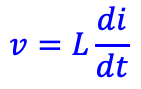 v = L di/dt